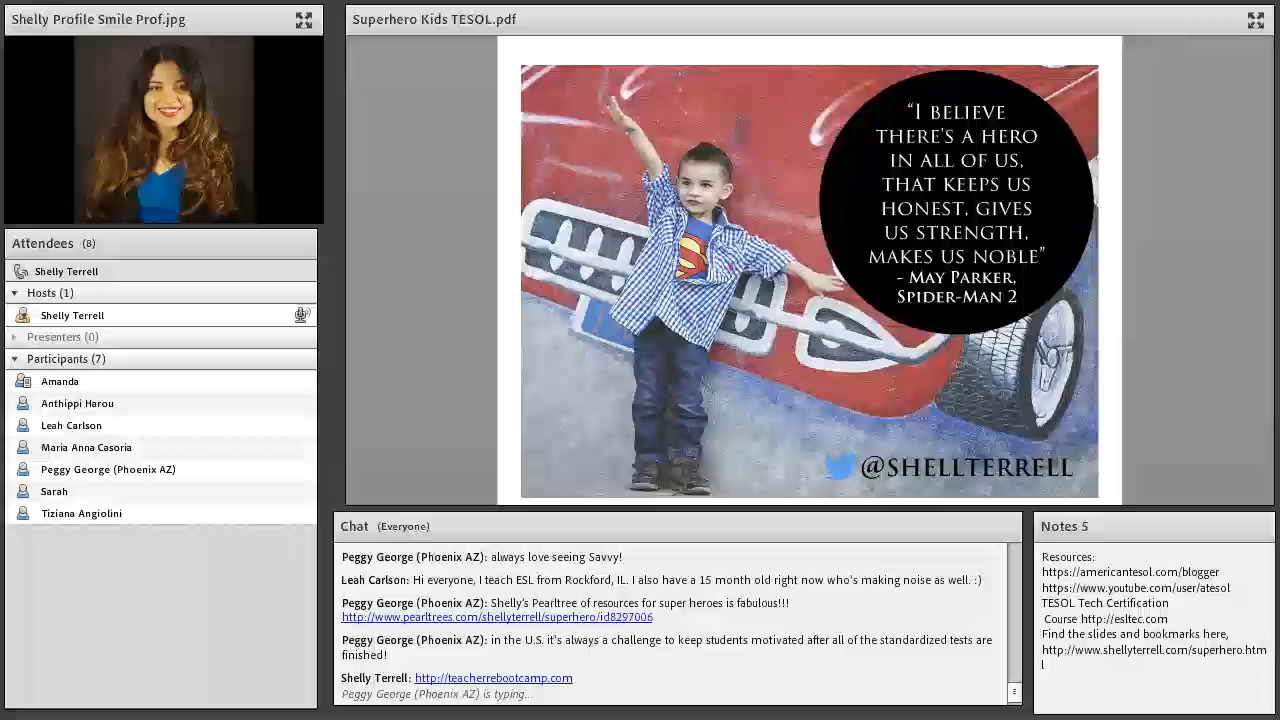 Shelly Profile Smile Prof.jpg
Superhero Kids TESOL.pdf
“I BELIEVE
THERE'S A HERO
IN ALL OF US,
THAT KEEPS US
HONEST, GIVES
US STRENGTH,
MAKES US NOBLE”
- MAY PARKER,
SPIDER-MAN 2
@SHELLTERRELL
Attendees (8)
Shelly Terrell
Hosts (1)
Shelly Terrell
Presenters (0)
Participants (7)
Amanda
Anthippi Harou
Leah Carlson
Maria Anna Casoria
Peggy George (Phoenix AZ)
Sarah
Tiziana Angiolini
Chat (Everyone)
Peggy George (Phoenix AZ): always love seeing Savvy!
Leah Carlson: Hi everyone, I teach ESL from Rockford, IL. I also have a 15 month old right now who's making noise as well. :)
Peggy George (Phoenix AZ): Shelly's Pearltree of resources for super heroes is fabulous!!!
http://www.pearltrees.com/shellyterrell/superhero/id8297006
Peggy George (Phoenix AZ): in the U.S. it's always a challenge to keep students motivated after all of the standardized tests are
finished!
Shelly Terrell: http://teacherrebootcamp.com
Peggy George (Phoenix AZ) is typing...
Notes 5
Resources:
https://americantesol.com/blogger
https://www.youtube.com/user/atesol
TESOL Tech Certification
Course http://esltec.com
Find the slides and bookmarks here,
http://www.shellyterrell.com/superhero.htm
l